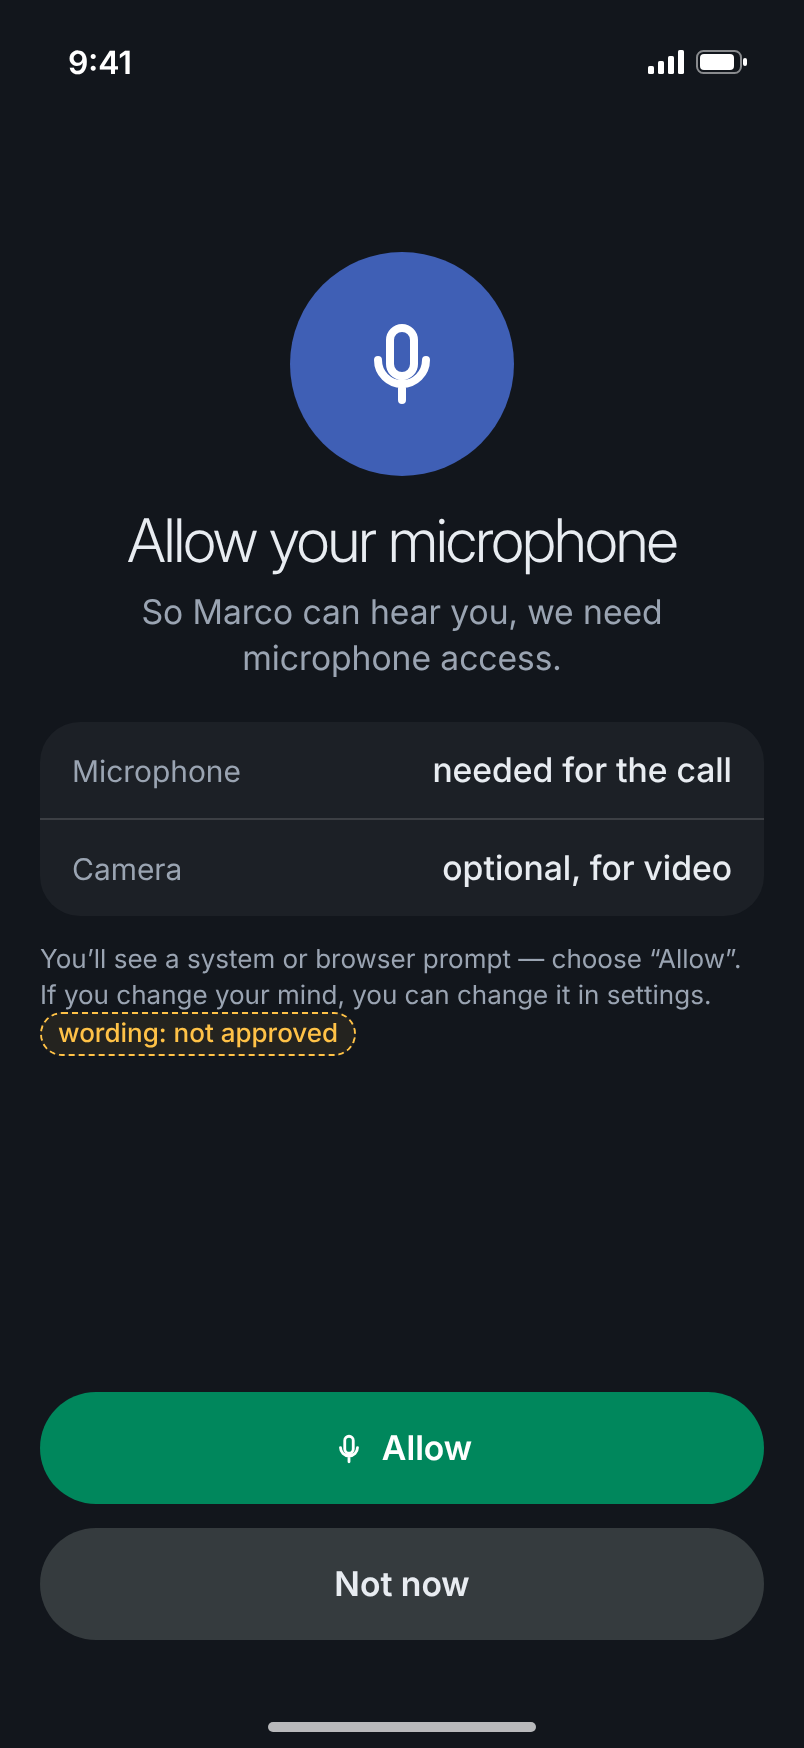 9:41
Allow your microphone
So Marco can hear you, we need
microphone access.
Microphone needed for the call
Camera optional, for video
You’ll see a system or browser prompt — choose “Allow”.
If you change your mind, you can change it in settings.
wording: not approved
Allow
Not now